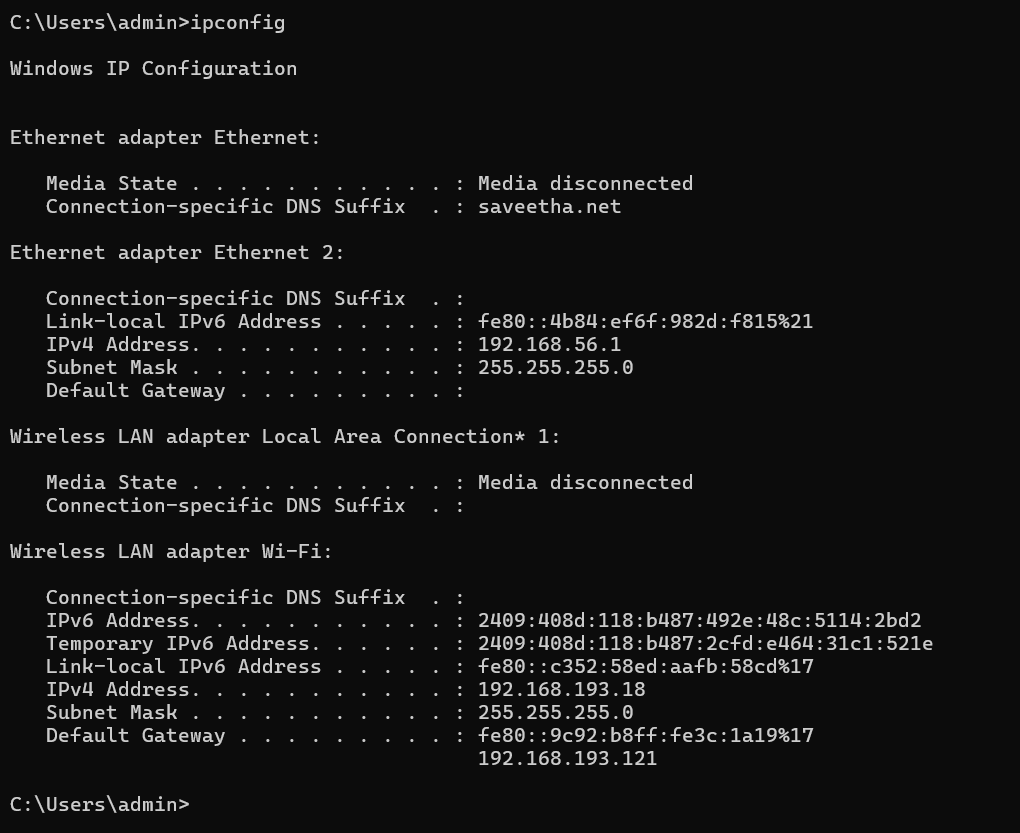 C:\Users\admin>ipconfig
Windows IP Configuration
Ethernet adapter Ethernet:
   Media State . . . . . . . . . . . : Media disconnected
   Connection-specific DNS Suffix  . : saveetha.net
Ethernet adapter Ethernet 2:
   Connection-specific DNS Suffix  . :
   Link-local IPv6 Address . . . . . : fe80::4b84:ef6f:982d:f815%21
   IPv4 Address. . . . . . . . . . . : 192.168.56.1
   Subnet Mask . . . . . . . . . . . : 255.255.255.0
   Default Gateway . . . . . . . . . :
Wireless LAN adapter Local Area Connection* 1:
   Media State . . . . . . . . . . . : Media disconnected
   Connection-specific DNS Suffix  . :
Wireless LAN adapter Wi-Fi:
   Connection-specific DNS Suffix  . :
   IPv6 Address. . . . . . . . . . . : 2409:408d:118:b487:492e:48c:5114:2bd2
   Temporary IPv6 Address. . . . . . : 2409:408d:118:b487:2cfd:e464:31c1:521e
   Link-local IPv6 Address . . . . . : fe80::c352:58ed:aafb:58cd%17
   IPv4 Address. . . . . . . . . . . : 192.168.193.18
   Subnet Mask . . . . . . . . . . . : 255.255.255.0
   Default Gateway . . . . . . . . . : fe80::9c92:b8ff:fe3c:1a19%17
                                       192.168.193.121
C:\Users\admin>